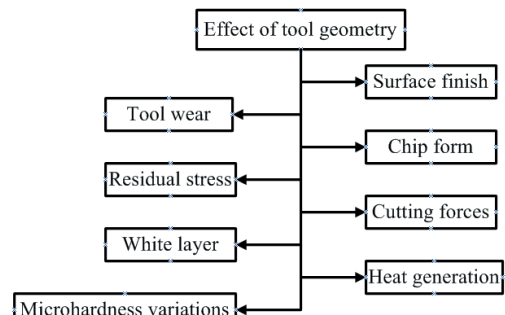 Effect of tool geometry
Surface finish
Tool wear
Chip form
Residual stress
Cutting forces
White layer
Heat generation
Microhardness variations